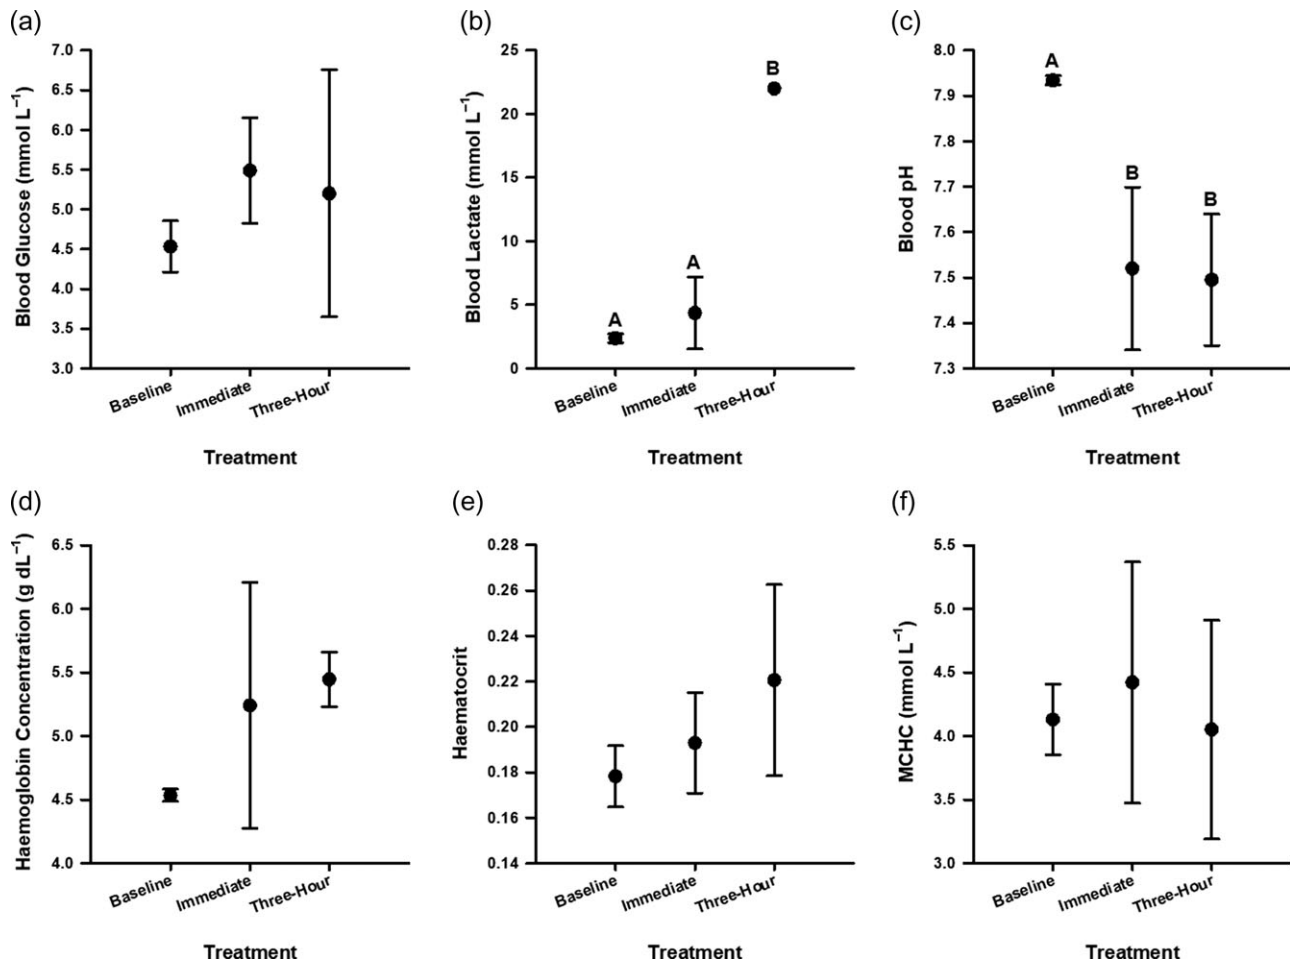 (a)
7.0
6.5
6.0
5.5
5.0
4.5
4.0
3.5
3.0
Blood Glucose (mmol L⁻¹)
Baseline
Immediate
Three-Hour
Treatment
(b)
25
20
15
10
5
0
Blood Lactate (mmol L⁻¹)
A
A
B
Baseline
Immediate
Three-Hour
Treatment
(c)
8.0
7.9
7.8
7.7
7.6
7.5
7.4
7.3
Blood pH
A
B
B
Baseline
Immediate
Three-Hour
Treatment
(d)
6.5
6.0
5.5
5.0
4.5
4.0
Haemoglobin Concentration (g dL⁻¹)
Baseline
Immediate
Three-Hour
Treatment
(e)
0.28
0.26
0.24
0.22
0.20
0.18
0.16
0.14
Haematocrit
Baseline
Immediate
Three-Hour
Treatment
(f)
5.5
5.0
4.5
4.0
3.5
3.0
MCHC (mmol L⁻¹)
Baseline
Immediate
Three-Hour
Treatment